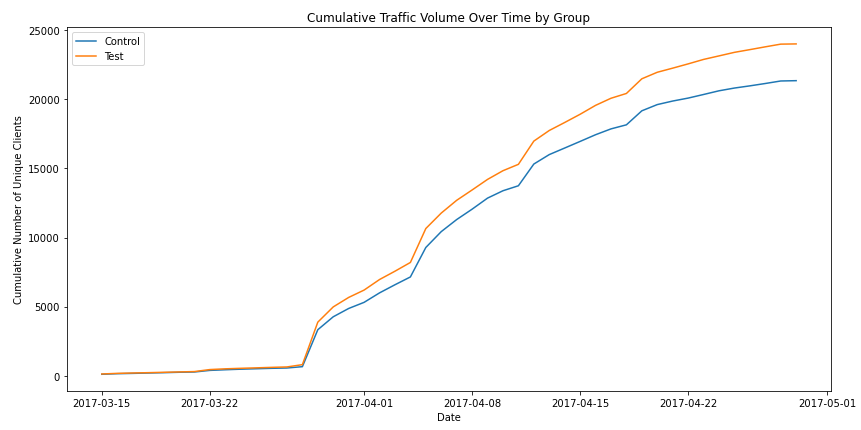 Cumulative Traffic Volume Over Time by Group
Control
Test
Cumulative Number of Unique Clients
25000
20000
15000
10000
5000
0
2017-03-15
2017-03-22
2017-04-01
2017-04-08
2017-04-15
2017-04-22
2017-05-01
Date